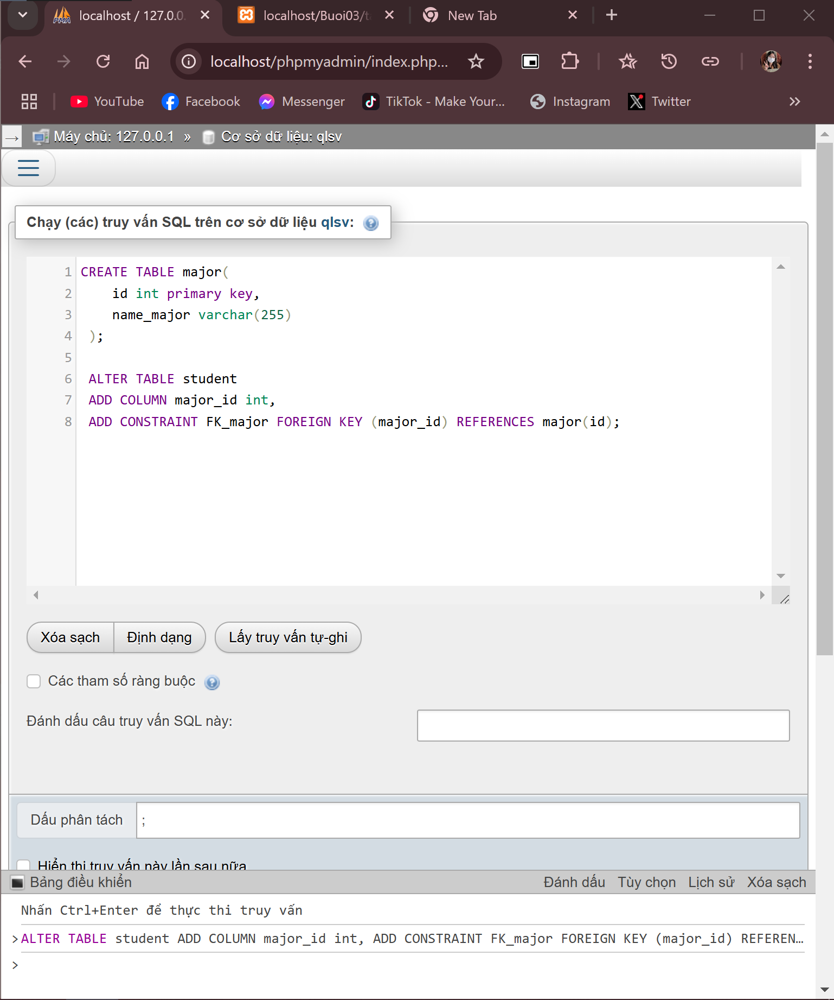 localhost / 127.0.0.
localhost/Buoi03/t
New Tab
localhost/phpmyadmin/index.php...
YouTube
Facebook
Messenger
TikTok - Make Your...
Instagram
Twitter
Máy chủ: 127.0.0.1 » Cơ sở dữ liệu: qlsv
Chạy (các) truy vấn SQL trên cơ sở dữ liệu qlsv:
1 CREATE TABLE major(
2 id int primary key,
3 name_major varchar(255)
4 );
5
6 ALTER TABLE student
7 ADD COLUMN major_id int,
8 ADD CONSTRAINT FK_major FOREIGN KEY (major_id) REFERENCES major(id);
Xóa sạch
Định dạng
Lấy truy vấn tự-ghi
Các tham số ràng buộc
Đánh dấu câu truy vấn SQL này:
Dấu phân tách
;
Hiển thị truy vấn này lần sau nữa
Bảng điều khiển
Đánh dấu Tùy chọn Lịch sử Xóa sạch
Nhấn Ctrl+Enter để thực thi truy vấn
>ALTER TABLE student ADD COLUMN major_id int, ADD CONSTRAINT FK_major FOREIGN KEY (major_id) REFEREN…
>